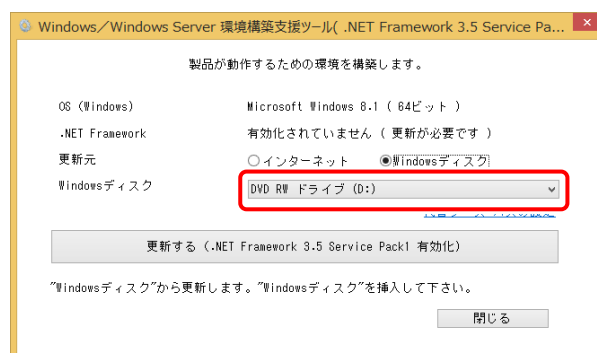 Windows／Windows Server 環境構築支援ツール( .NET Framework 3.5 Service Pa...
製品が動作するための環境を構築します。
OS (Windows) Microsoft Windows 8.1 ( 64ビット )
.NET Framework 有効化されていません ( 更新が必要です )
更新元 インターネット Windowsディスク
Windowsディスク DVD RW ドライブ (D:)
更新する (.NET Framework 3.5 Service Pack1 有効化)
"Windowsディスク"から更新します。"Windowsディスク"を挿入して下さい。
閉じる